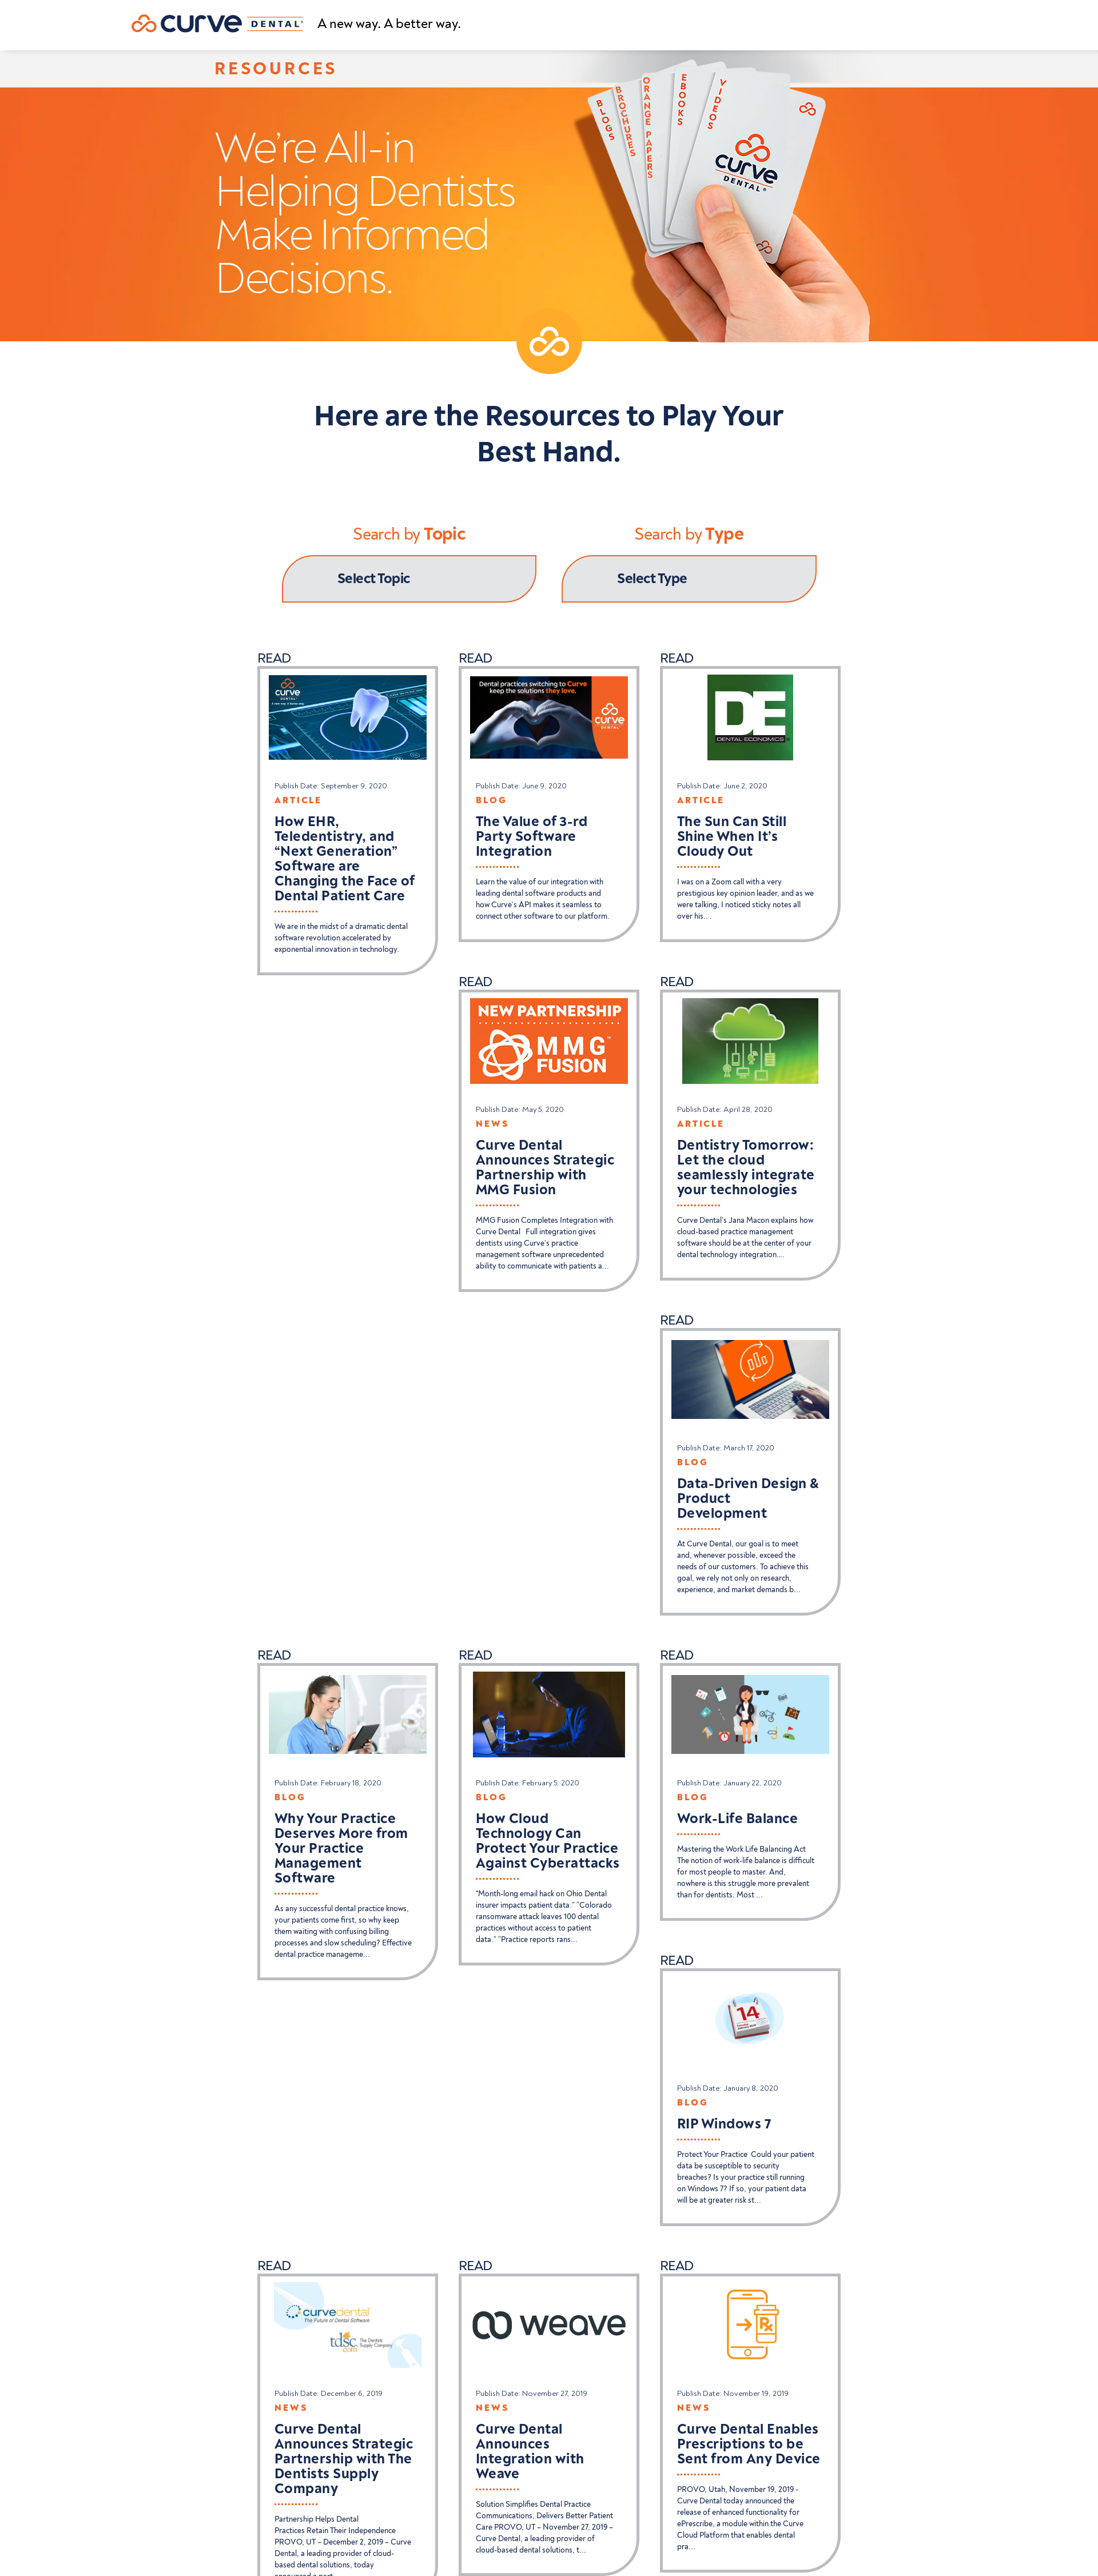 curve DENTAL® A new way. A better way.
RESOURCES
BLOGS
BROCHURES
ORANGE PAPERS
EBOOKS
VIDEOS
curve
DENTAL®
We're All-in
Helping Dentists
Make Informed
Decisions.
Here are the Resources to Play Your
Best Hand.
Search by Topic
Select Topic
Search by Type
Select Type
READ
curve
DENTAL
Publish Date: September 9, 2020
ARTICLE
How EHR,
Teledentistry, and
“Next Generation”
Software are
Changing the Face of
Dental Patient Care
We are in the midst of a dramatic dental
software revolution accelerated by
exponential innovation in technology.
READ
Dental practices switching to Curve
keep the solutions they love.
curve
DENTAL
Publish Date: June 9, 2020
BLOG
The Value of 3-rd
Party Software
Integration
Learn the value of our integration with
leading dental software products and
how Curve's API makes it seamless to
connect other software to our platform.
READ
DE
DENTAL ECONOMICS
Publish Date: June 2, 2020
ARTICLE
The Sun Can Still
Shine When It's
Cloudy Out
I was on a Zoom call with a very
prestigious key opinion leader, and as we
were talking, I noticed sticky notes all
over his.. .
READ
NEW PARTNERSHIP
MMG
FUSION
Publish Date: May 5, 2020
NEWS
Curve Dental
Announces Strategic
Partnership with
MMG Fusion
MMG Fusion Completes Integration with
Curve Dental   Full integration gives
dentists using Curve's practice
management software unprecedented
ability to communicate with patients a...
READ
Publish Date: April 28, 2020
ARTICLE
Dentistry Tomorrow:
Let the cloud
seamlessly integrate
your technologies
Curve Dental's Jana Macon explains how
cloud-based practice management
software should be at the center of your
dental technology integration....
READ
Publish Date: March 17, 2020
BLOG
Data-Driven Design &
Product
Development
At Curve Dental, our goal is to meet
and, whenever possible, exceed the
needs of our customers. To achieve this
goal, we rely not only on research,
experience, and market demands b...
READ
Publish Date: February 18, 2020
BLOG
Why Your Practice
Deserves More from
Your Practice
Management
Software
As any successful dental practice knows,
your patients come first, so why keep
them waiting with confusing billing
processes and slow scheduling? Effective
dental practice manageme...
READ
Publish Date: February 5, 2020
BLOG
How Cloud
Technology Can
Protect Your Practice
Against Cyberattacks
"Month-long email hack on Ohio Dental
insurer impacts patient data." "Colorado
ransomware attack leaves 100 dental
practices without access to patient
data." "Practice reports rans...
READ
Publish Date: January 22, 2020
BLOG
Work-Life Balance
Mastering the Work Life Balancing Act
The notion of work-life balance is difficult
for most people to master. And,
nowhere is this struggle more prevalent
than for dentists. Most ...
READ
14
Publish Date: January 8, 2020
BLOG
RIP Windows 7
Protect Your Practice  Could your patient
data be susceptible to security
breaches? Is your practice still running
on Windows 7? If so, your patient data
will be at greater risk st...
READ
curvedental
The Future of Dental Software
tdsc
.com
The Dentists
Supply Company
Publish Date: December 6, 2019
NEWS
Curve Dental
Announces Strategic
Partnership with The
Dentists Supply
Company
Partnership Helps Dental
Practices Retain Their Independence
PROVO, UT – December 2, 2019 – Curve
Dental, a leading provider of cloud-
based dental solutions, today
READ
weave
Publish Date: November 27, 2019
NEWS
Curve Dental
Announces
Integration with
Weave
Solution Simplifies Dental Practice
Communications, Delivers Better Patient
Care PROVO, UT – November 27, 2019 –
Curve Dental, a leading provider of
cloud-based dental solutions, t...
READ
Rx
Publish Date: November 19, 2019
NEWS
Curve Dental Enables
Prescriptions to be
Sent from Any Device
PROVO, Utah, November 19, 2019 -
Curve Dental today announced the
release of enhanced functionality for
ePrescribe, a module within the Curve
Cloud Platform that enables dental
pra...